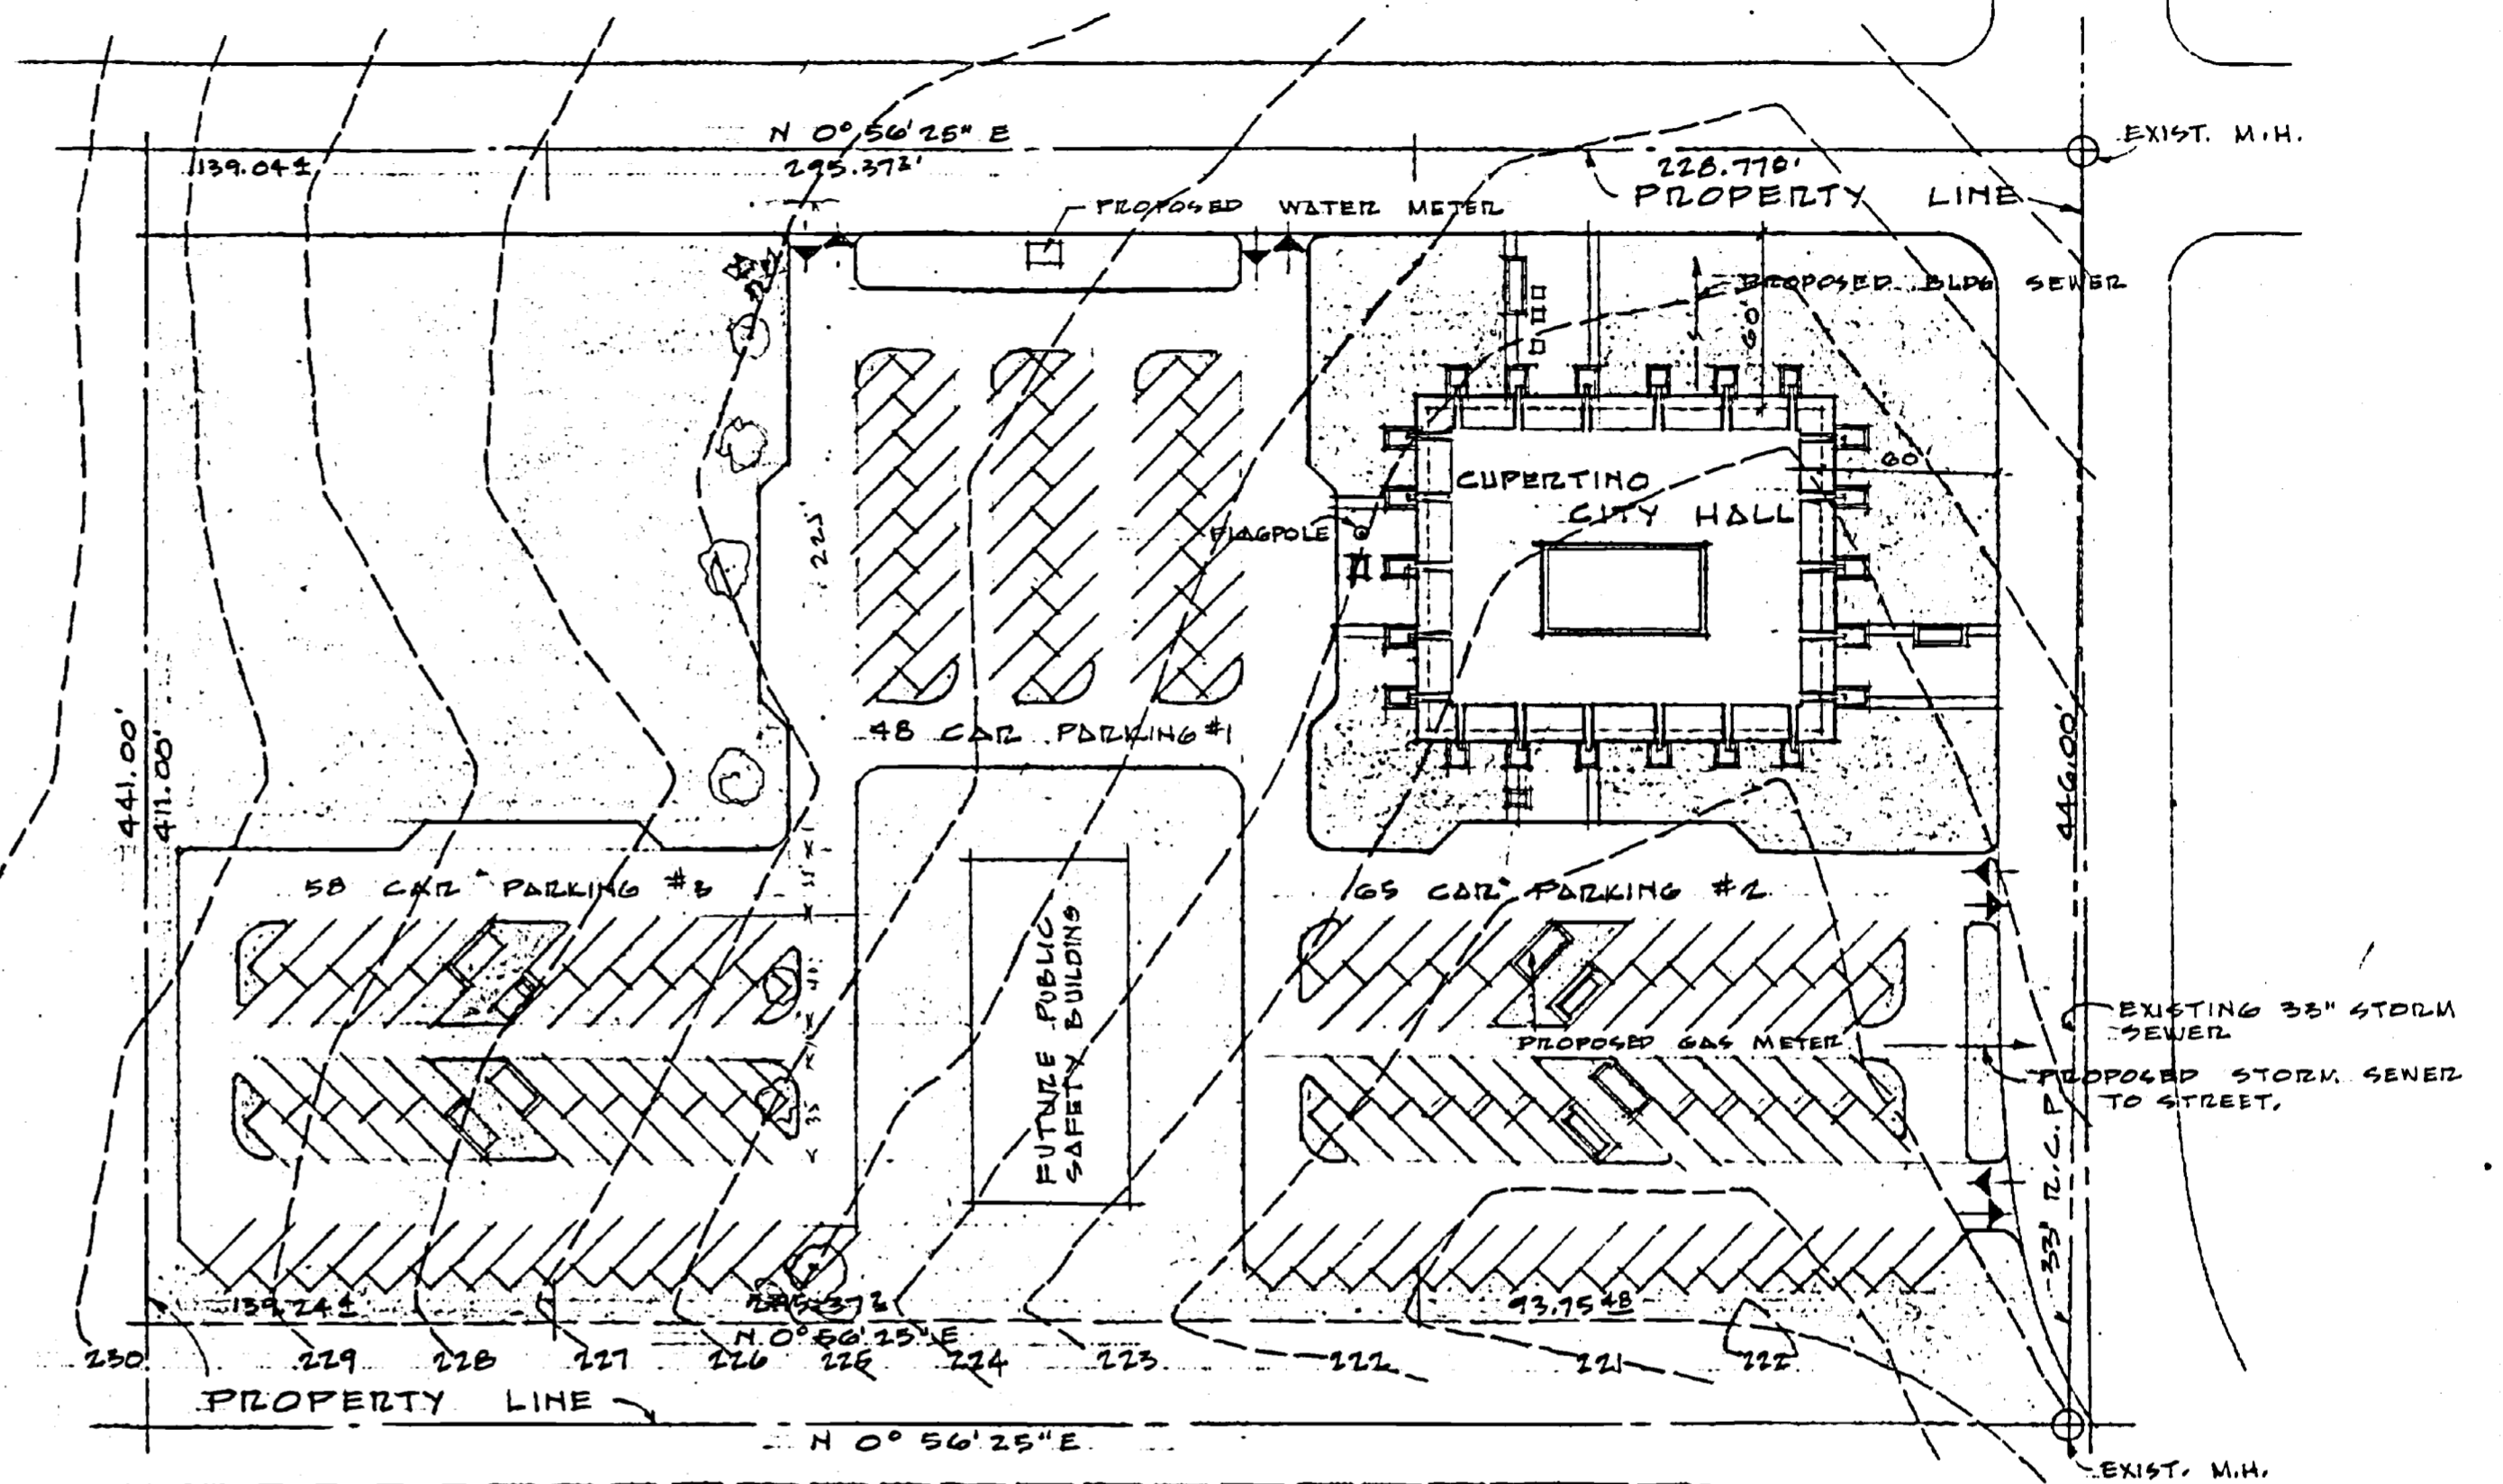 N 0° 56' 25" E
EXIST. M.H.
139.04±
295.372'
228.778'
PROPERTY LINE
PROPOSED WATER METER
PROPOSED BLDG SEWER
60'
60'
CUPERTINO
CITY HALL
FLAGPOLE
225'
48 CAR PARKING #1
441.00'
411.00'
446.00'
58 CAR PARKING #3
65 CAR PARKING #2
FUTURE PUBLIC
SAFETY BUILDING
PROPOSED GAS METER
EXISTING 33" STORM
SEWER
PROPOSED STORM SEWER
TO STREET.
33" R.C.P.
139.24±'
295.372
93.7548
N 0° 56' 25" E
230
229
228
227
226
225
224
223
222
221
222
PROPERTY LINE
N 0° 56' 25" E
EXIST. M.H.